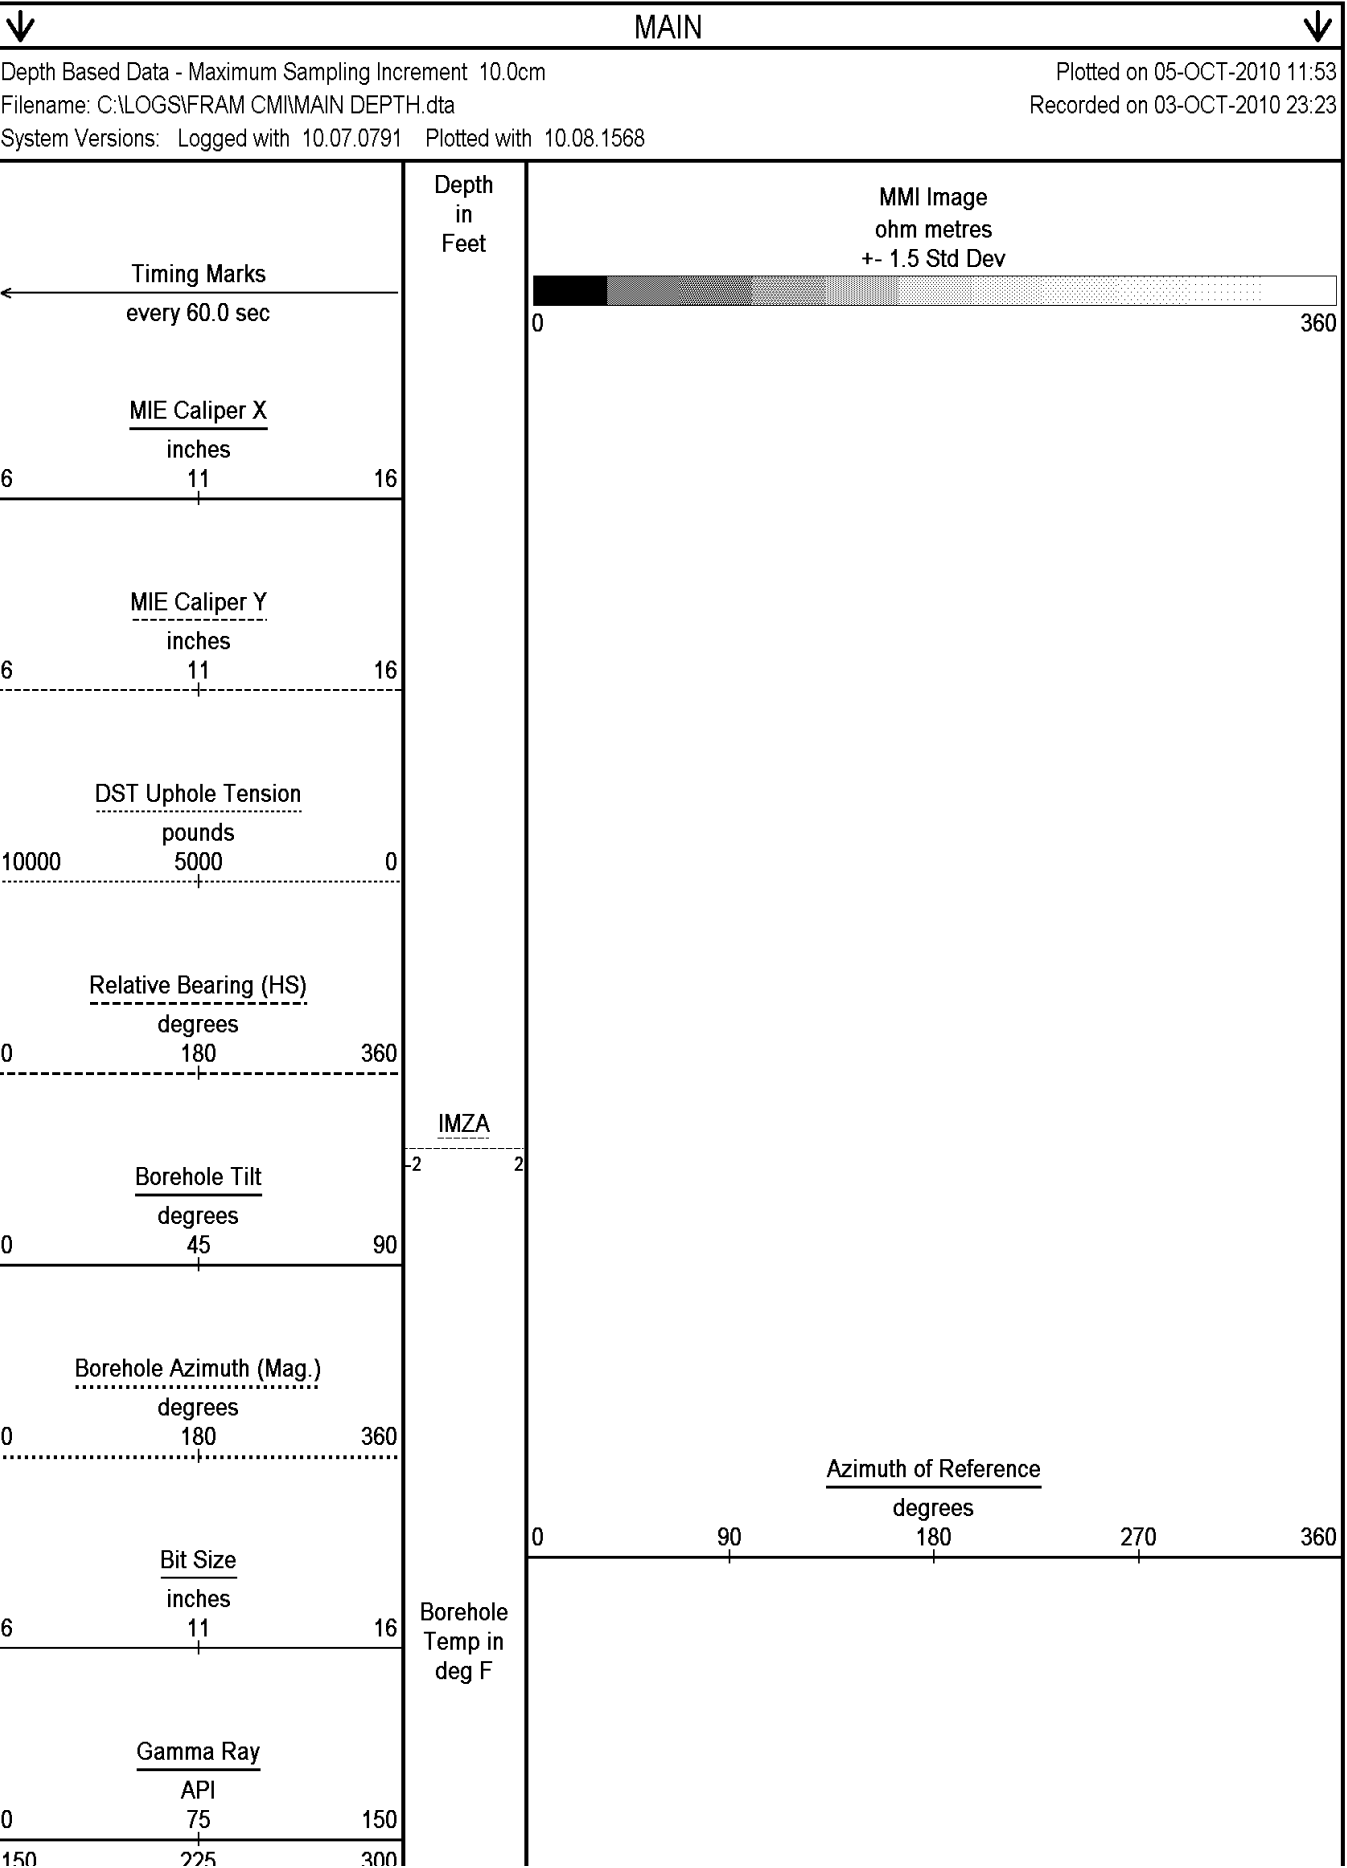 MAIN
Depth Based Data - Maximum Sampling Increment 10.0cm
Plotted on 05-OCT-2010 11:53
Filename: C:\LOGS\FRAM CMI\MAIN DEPTH.dta
Recorded on 03-OCT-2010 23:23
System Versions: Logged with 10.07.0791 Plotted with 10.08.1568
Timing Marks
every 60.0 sec
MIE Caliper X
inches
6 11 16
MIE Caliper Y
inches
6 11 16
DST Uphole Tension
pounds
10000 5000 0
Relative Bearing (HS)
degrees
0 180 360
Borehole Tilt
degrees
0 45 90
Borehole Azimuth (Mag.)
degrees
0 180 360
Bit Size
inches
6 11 16
Gamma Ray
API
0 75 150
150 225 300
Depth
in
Feet
IMZA
-2 2
Borehole
Temp in
deg F
MMI Image
ohm metres
+- 1.5 Std Dev
0 360
Azimuth of Reference
degrees
0 90 180 270 360